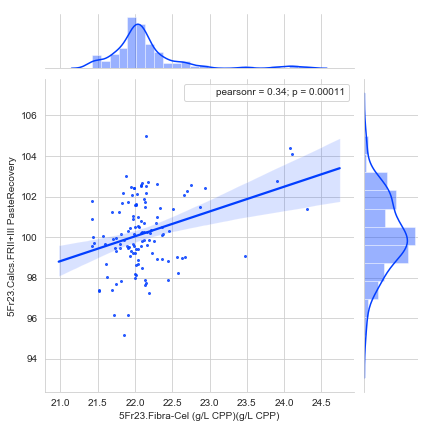 pearsonr = 0.34; p = 0.00011
106
104
102
100
98
96
94
5Fr23.Calcs.FRII+III PasteRecovery
21.0 21.5 22.0 22.5 23.0 23.5 24.0 24.5
5Fr23.Fibra-Cel (g/L CPP)(g/L CPP)